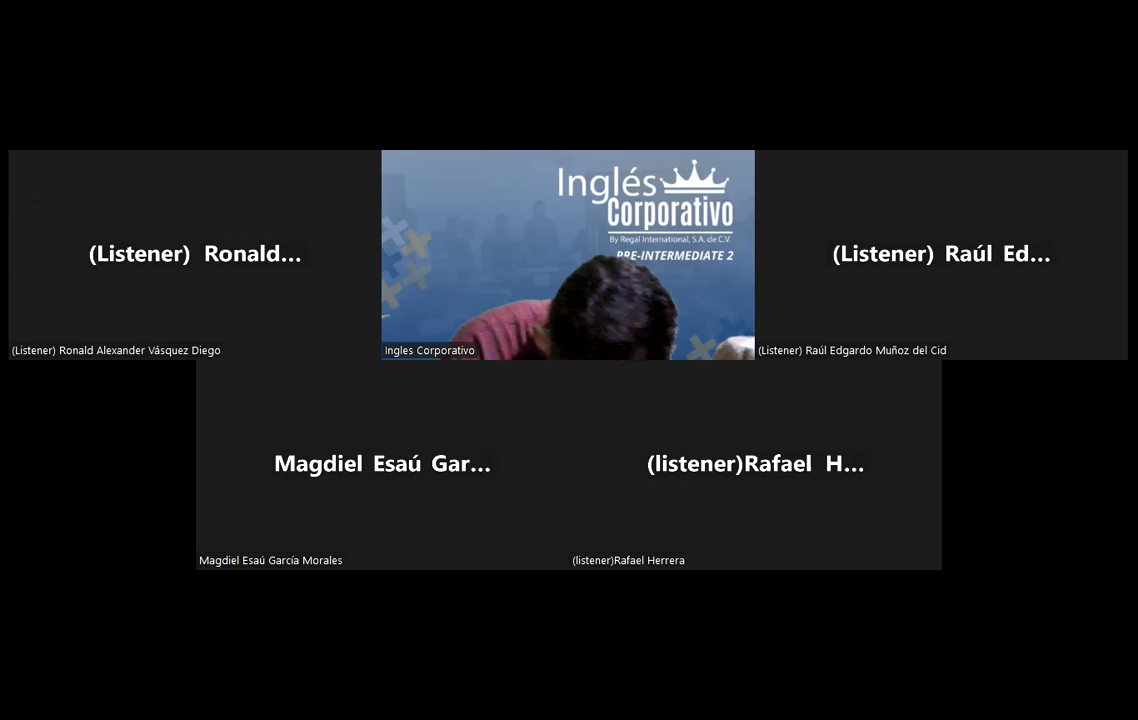 (Listener) Ronald...
(Listener) Ronald Alexander Vásquez Diego
Inglés
Corporativo
By Regal International, S.A. de C.V.
PRE-INTERMEDIATE 2
Ingles Corporativo
(Listener) Raúl Ed...
(Listener) Raúl Edgardo Muñoz del Cid
Magdiel Esaú Gar...
Magdiel Esaú García Morales
(listener)Rafael H...
(listener)Rafael Herrera